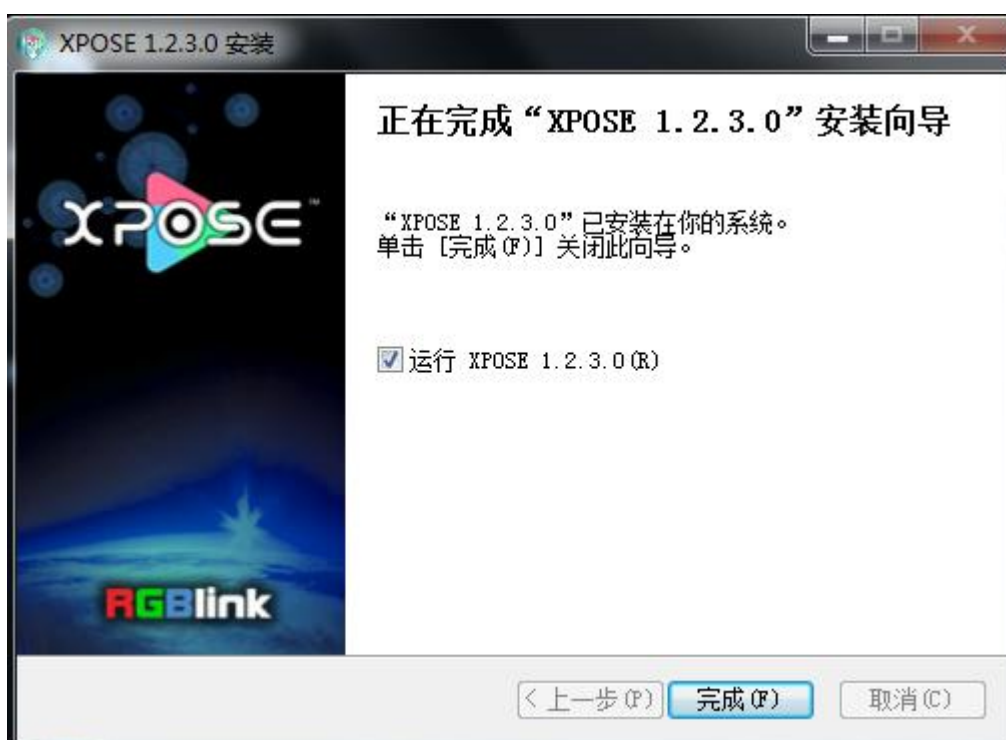 XPOSE 1.2.3.0 安装
正在完成“XPOSE 1.2.3.0”安装向导
XPOSE™
“XPOSE 1.2.3.0”已安装在你的系统。
单击 [完成(F)] 关闭此向导。
运行 XPOSE 1.2.3.0(R)
RGBlink
< 上一步(P)
完成(F)
取消(C)